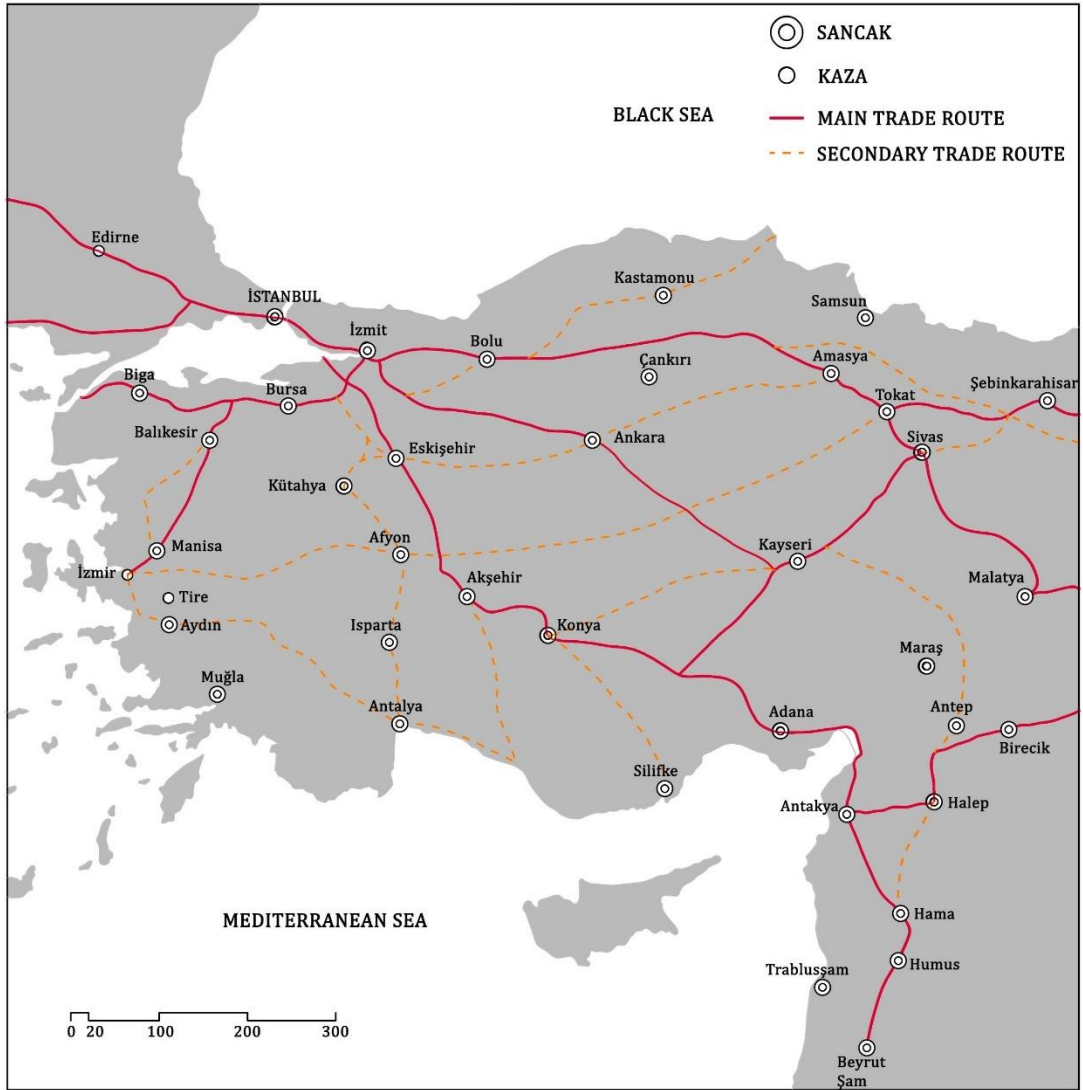 SANCAK
KAZA
BLACK SEA
MAIN TRADE ROUTE
SECONDARY TRADE ROUTE
Edirne
Kastamonu
İSTANBUL
Samsun
İzmit
Bolu
Çankırı
Amasya
Biga
Bursa
Tokat
Şebinkarahisar
Balıkesir
Ankara
Sivas
Eskişehir
Kütahya
Manisa
Afyon
Kayseri
İzmir
Akşehir
Malatya
Tire
Aydın
Isparta
Konya
Maraş
Muğla
Antalya
Adana
Antep
Birecik
Silifke
Antakya
Halep
MEDITERRANEAN SEA
Hama
Humus
Trablusşam
0 20 100 200 300
Beyrut
Şam